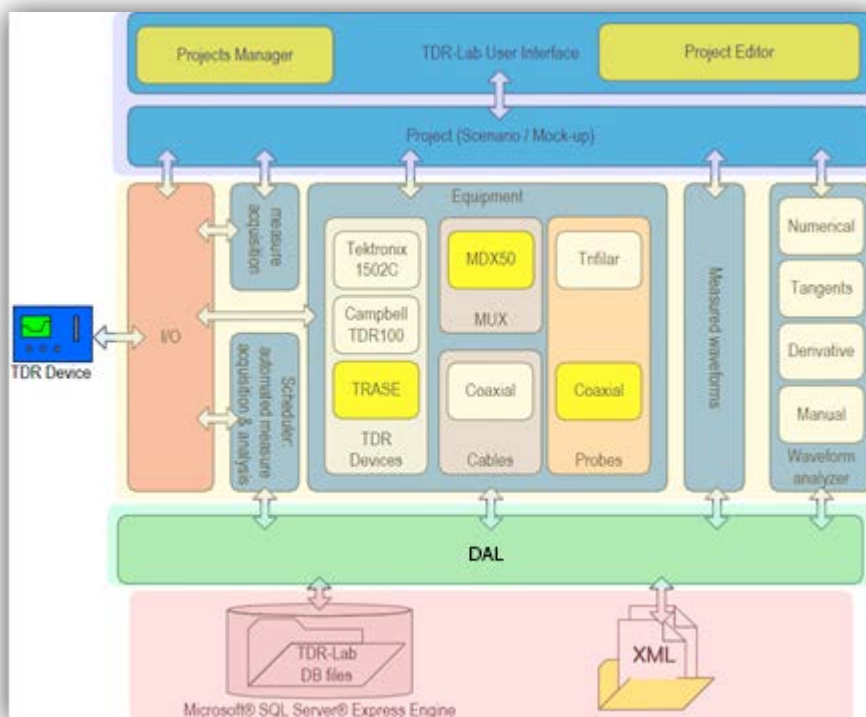 Projects Manager
TDR-Lab User Interface
Project Editor
Project (Scenario / Mock-up)
I/O
measure
acquisition
Scheduler:
automated measure
acquisition & analysis
Equipment
Tektronix
1502C
Campbell
TDR100
TRASE
TDR
Devices
MDX50
MUX
Coaxial
Cables
Trifilar
Coaxial
Probes
Measured waveforms
Numerical
Tangents
Derivative
Manual
Waveform
analyzer
TDR Device
DAL
TDR-Lab
DB files
Microsoft® SQL Server® Express Engine
XML